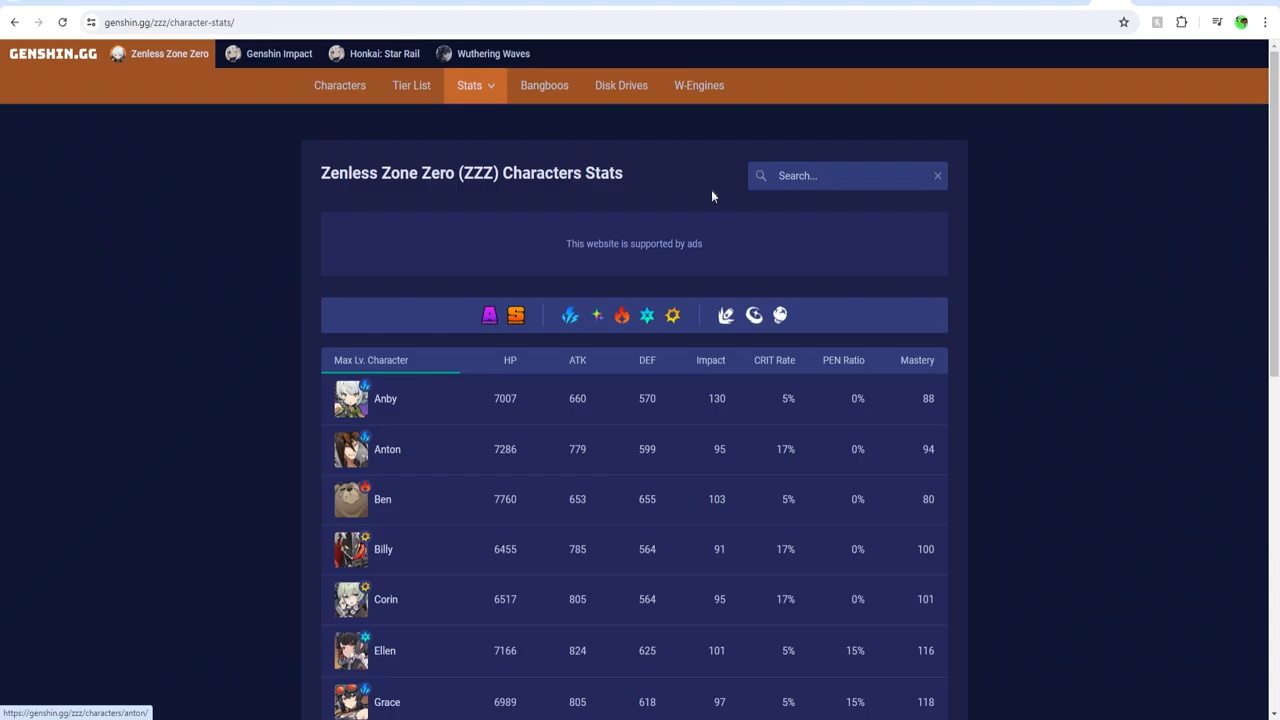 genshin.gg/zzz/character-stats/
GENSHIN.GG Zenless Zone Zero Genshin Impact Honkai: Star Rail Wuthering Waves
Characters Tier List Stats Bangboos Disk Drives W-Engines
Zenless Zone Zero (ZZZ) Characters Stats
Search...
This website is supported by ads
A S
Max Lv. Character HP ATK DEF Impact CRIT Rate PEN Ratio Mastery
Anby 7007 660 570 130 5% 0% 88
Anton 7286 779 599 95 17% 0% 94
Ben 7760 653 655 103 5% 0% 80
Billy 6455 785 564 91 17% 0% 100
Corin 6517 805 564 95 17% 0% 101
Ellen 7166 824 625 101 5% 15% 116
Grace 6989 805 618 97 5% 15% 118
https://genshin.gg/zzz/characters/anton/